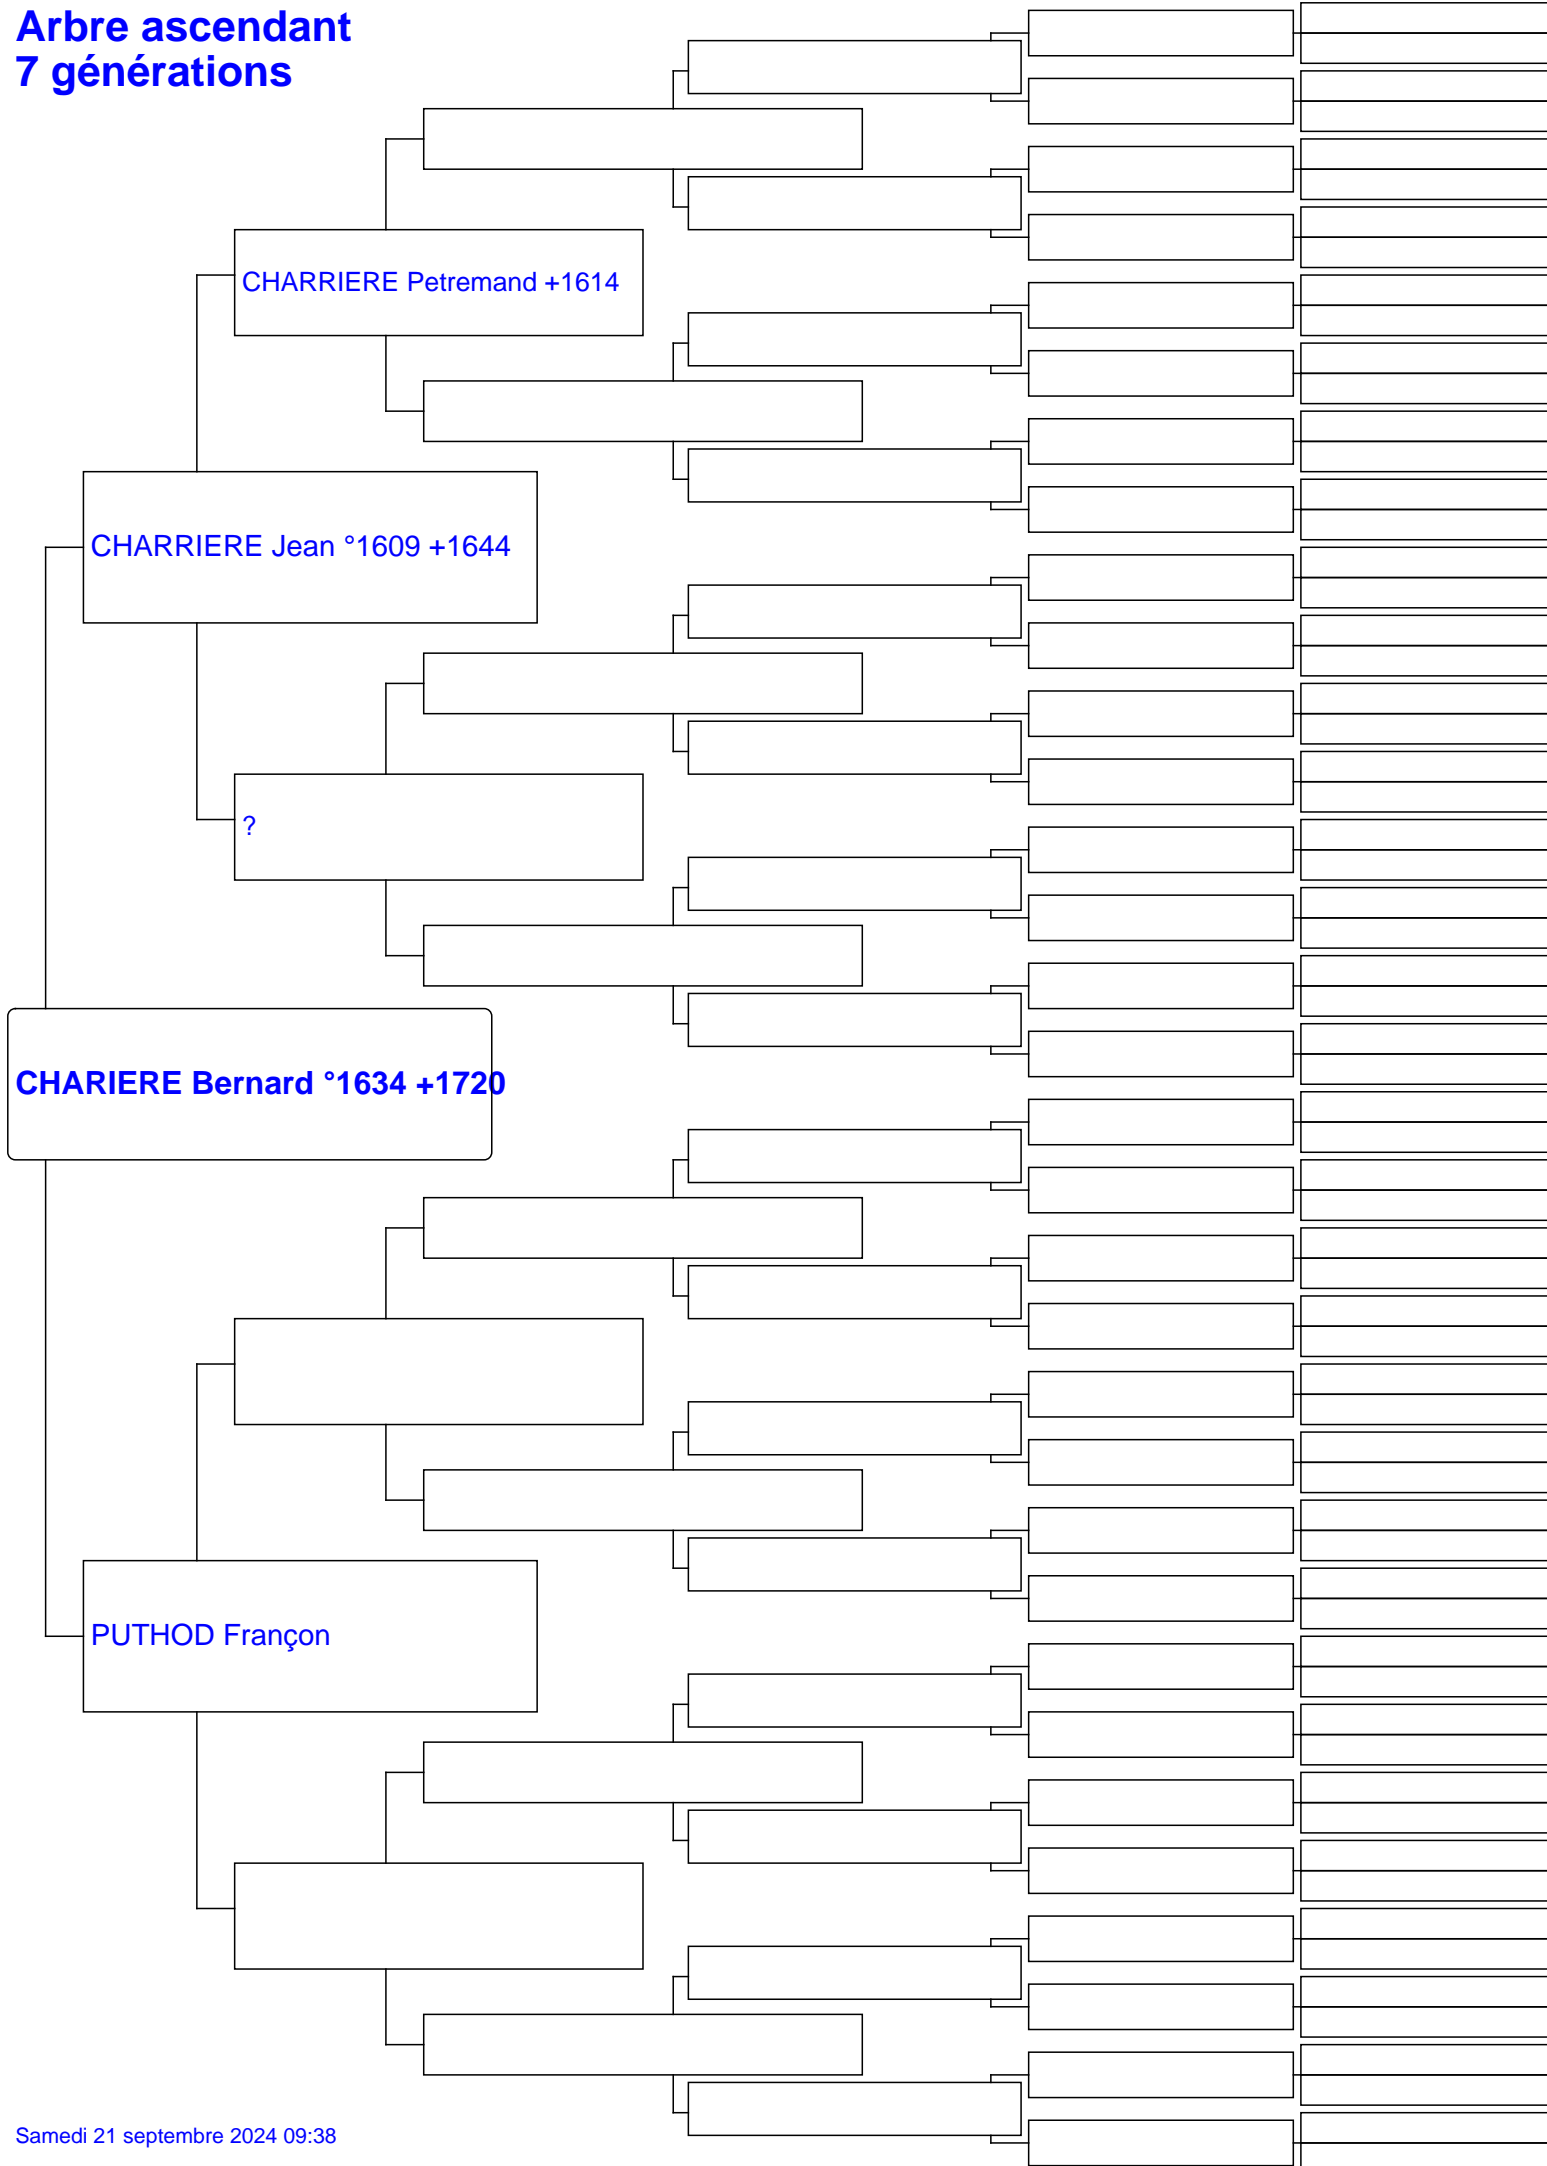 Arbre ascendant
7 générations
CHARRIERE Petremand +1614
CHARRIERE Jean °1609 +1644
?
CHARIERE Bernard °1634 +1720
PUTHOD Françon
Samedi 21 septembre 2024 09:38